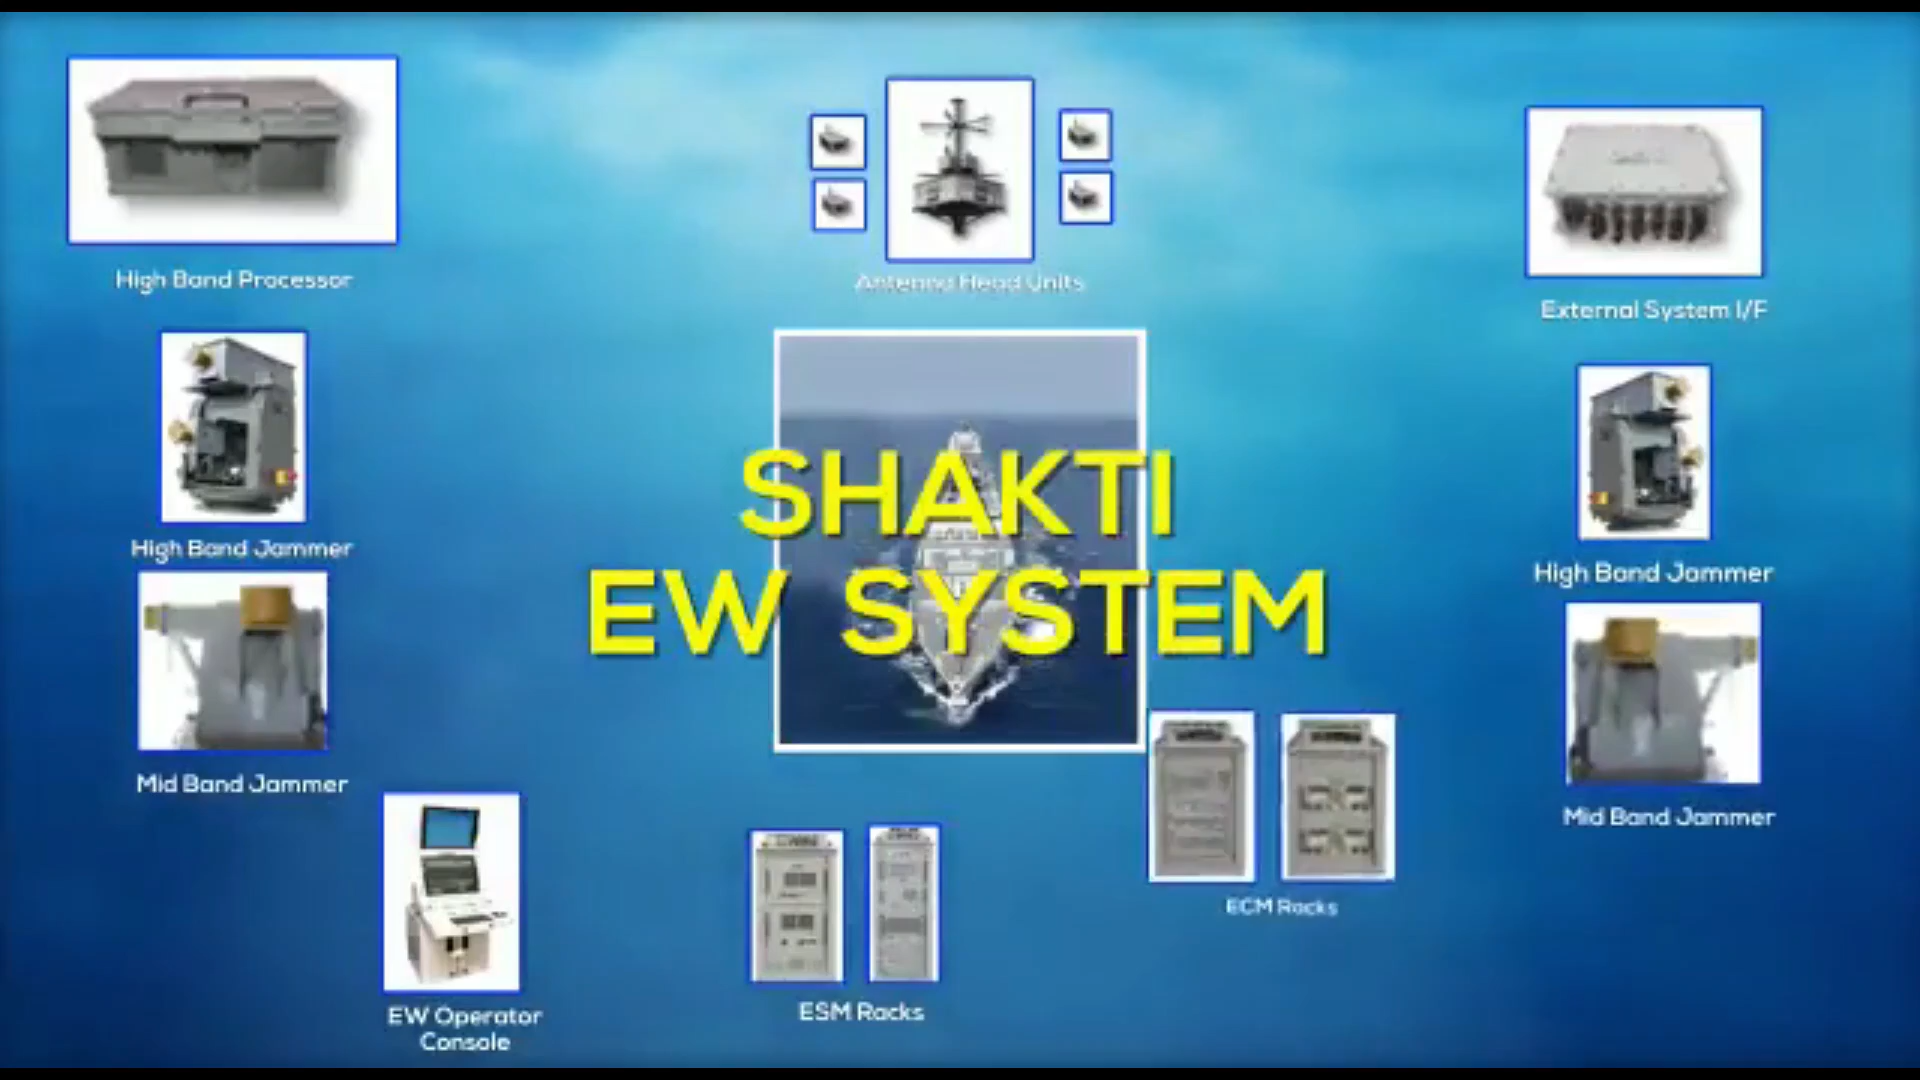 High Band Processor
Antenna Head Units
External System I/F
High Band Jammer
High Band Jammer
SHAKTI
EW SYSTEM
Mid Band Jammer
Mid Band Jammer
ECM Racks
EW Operator
Console
ESM Racks